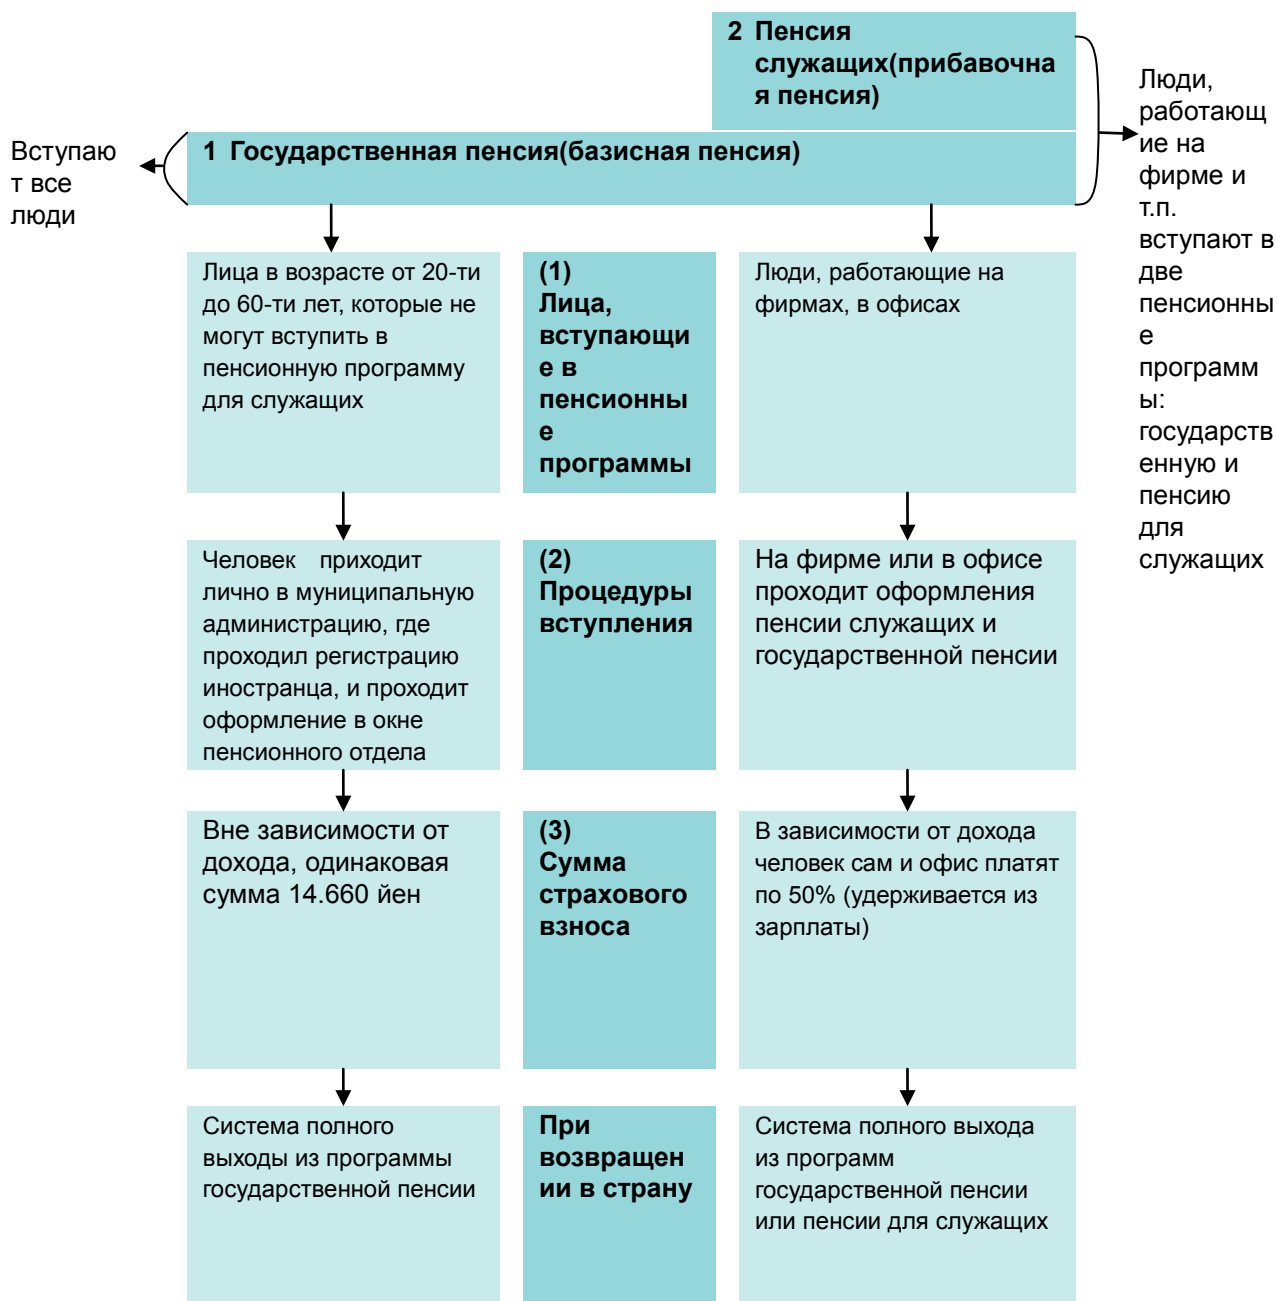 2 Пенсия
служащих(прибавочна
я пенсия)
Люди,
работающ
ие на
фирме и
т.п.
вступают в
две
пенсионны
е
программ
ы:
государств
енную и
пенсию
для
служащих
Вступаю
т все
люди
1 Государственная пенсия(базисная пенсия)
Лица в возрасте от 20-ти
до 60-ти лет, которые не
могут вступить в
пенсионную программу
для служащих
(1)
Лица,
вступающи
е в
пенсионны
е
программы
Люди, работающие на
фирмах, в офисах
Человек приходит
лично в муниципальную
администрацию, где
проходил регистрацию
иностранца, и проходит
оформление в окне
пенсионного отдела
(2)
Процедуры
вступления
На фирме или в офисе
проходит оформления
пенсии служащих и
государственной пенсии
Вне зависимости от
дохода, одинаковая
сумма 14.660 йен
(3)
Сумма
страхового
взноса
В зависимости от дохода
человек сам и офис платят
по 50% (удерживается из
зарплаты)
Система полного
выходы из программы
государственной пенсии
При
возвращен
ии в страну
Система полного выхода
из программ
государственной пенсии
или пенсии для служащих